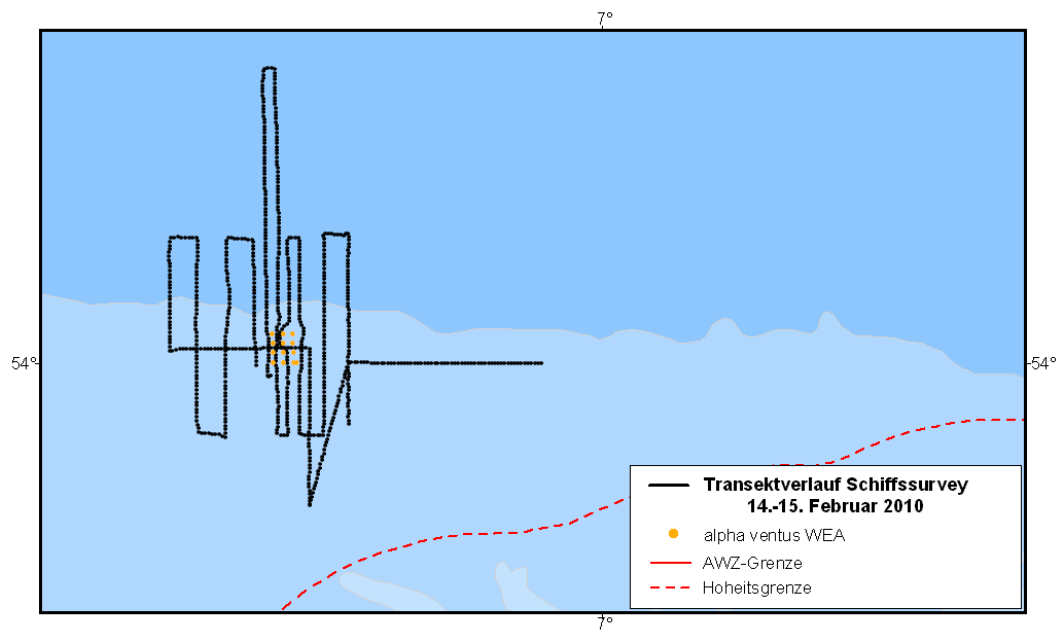 7°
54°
54°
Transektverlauf Schiffssurvey
14.-15. Februar 2010
alpha ventus WEA
AWZ-Grenze
Hoheitsgrenze
7°